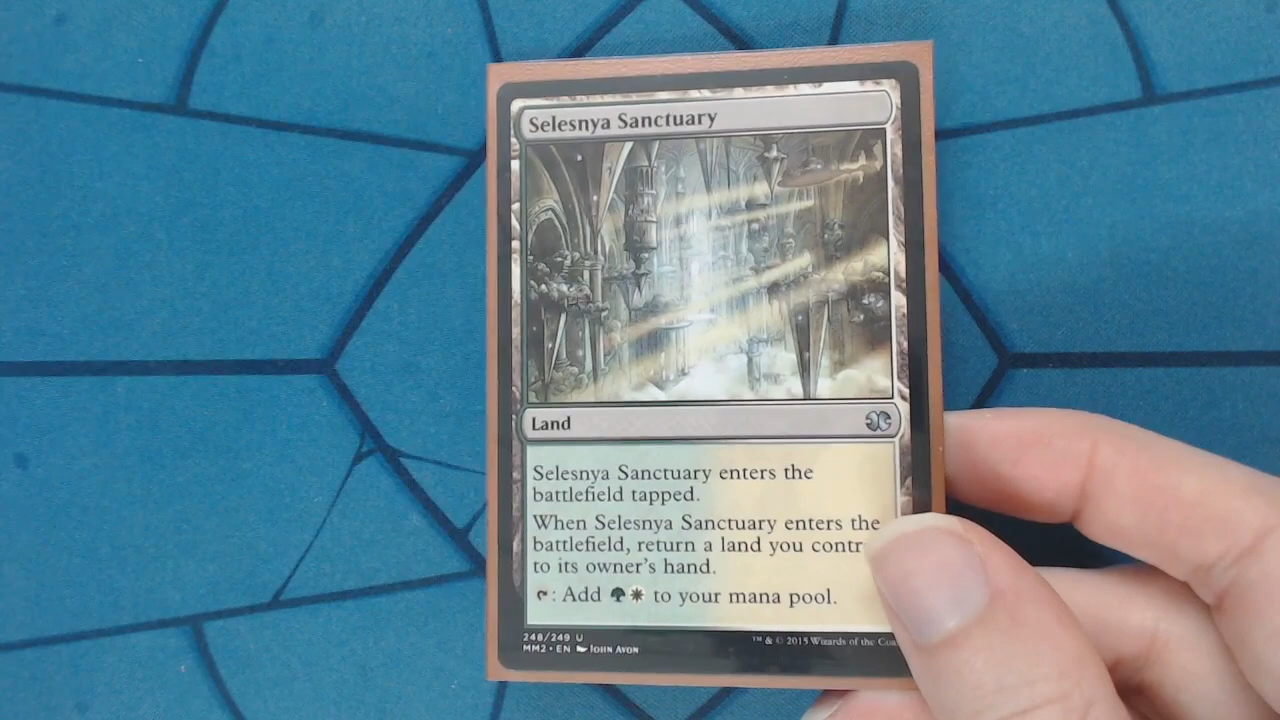 Selesnya Sanctuary
Land
Selesnya Sanctuary enters the
battlefield tapped.
When Selesnya Sanctuary enters the
battlefield, return a land you
to its owner's hand.
: Add to your mana pool.
248/249 U
MM2 • EN John Avon
™ & © 2015 Wizards of the